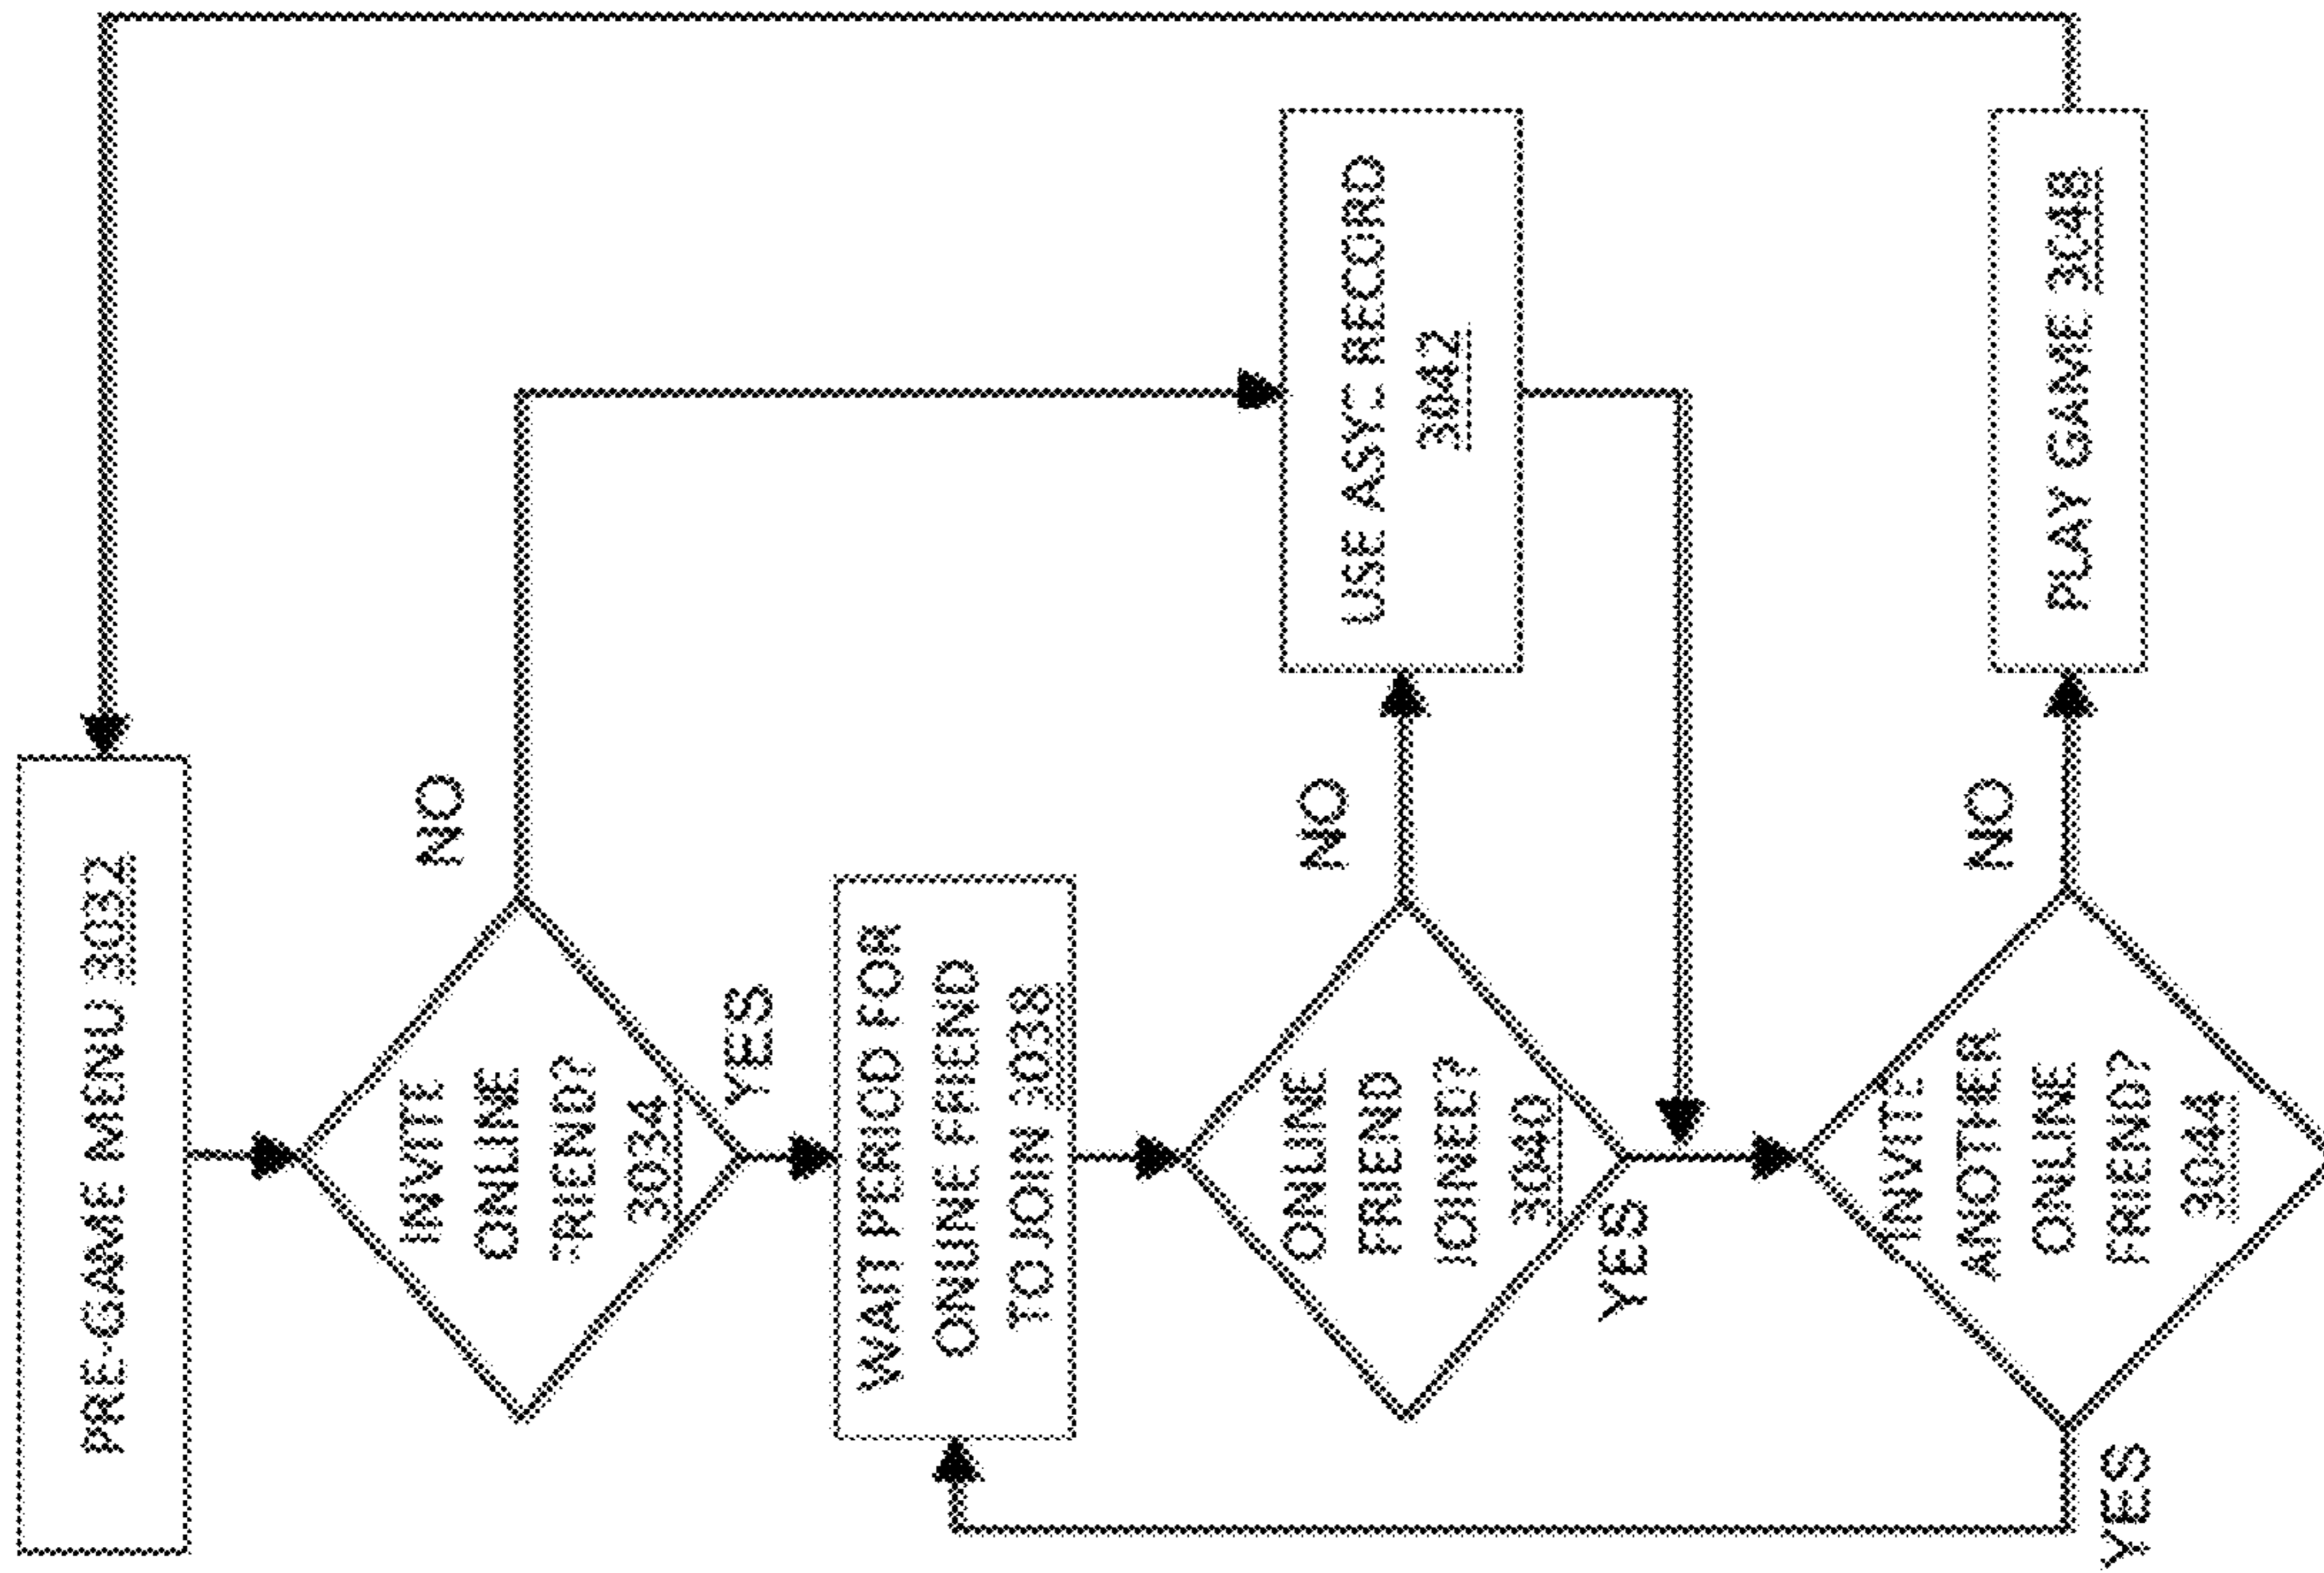 PRE-GAME MENU 3032
INVITE
ONLINE
FRIEND?
3034
NO
YES
WAIT PERIOD FOR
ONLINE FRIEND
TO JOIN 3038
ONLINE
FRIEND
JOINED?
3040
NO
YES
USE ASYC RECORD
3042
INVITE
ANOTHER
ONLINE
FRIEND?
3044
NO
YES
PLAY GAME 3048